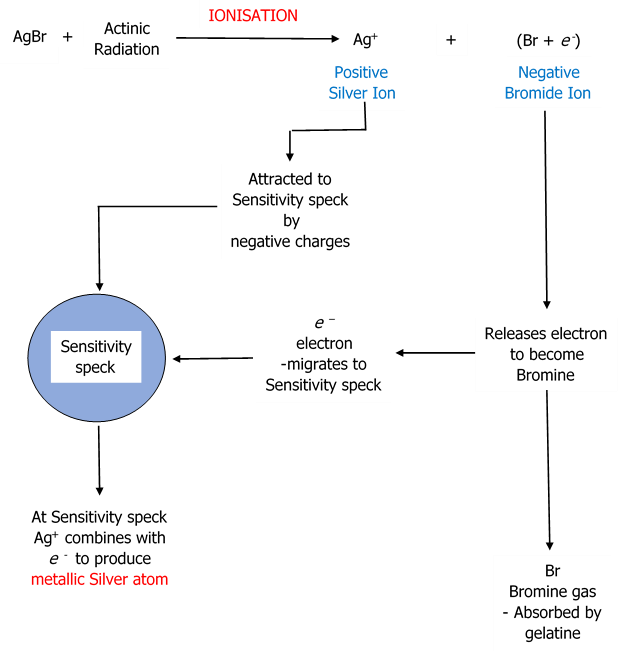 IONISATION
AgBr + Actinic Radiation
Ag⁺ + (Br + e⁻)
Positive
Silver Ion
Negative
Bromide Ion
Attracted to
Sensitivity speck
by
negative charges
Sensitivity
speck
e ⁻
electron
-migrates to
Sensitivity speck
Releases electron
to become
Bromine
At Sensitivity speck
Ag⁺ combines with
e ⁻ to produce
metallic Silver atom
Br
Bromine gas
- Absorbed by
gelatine